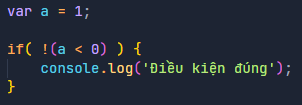 var a = 1;
if( !(a < 0) ) {
console.log('Điều kiện đúng');
}